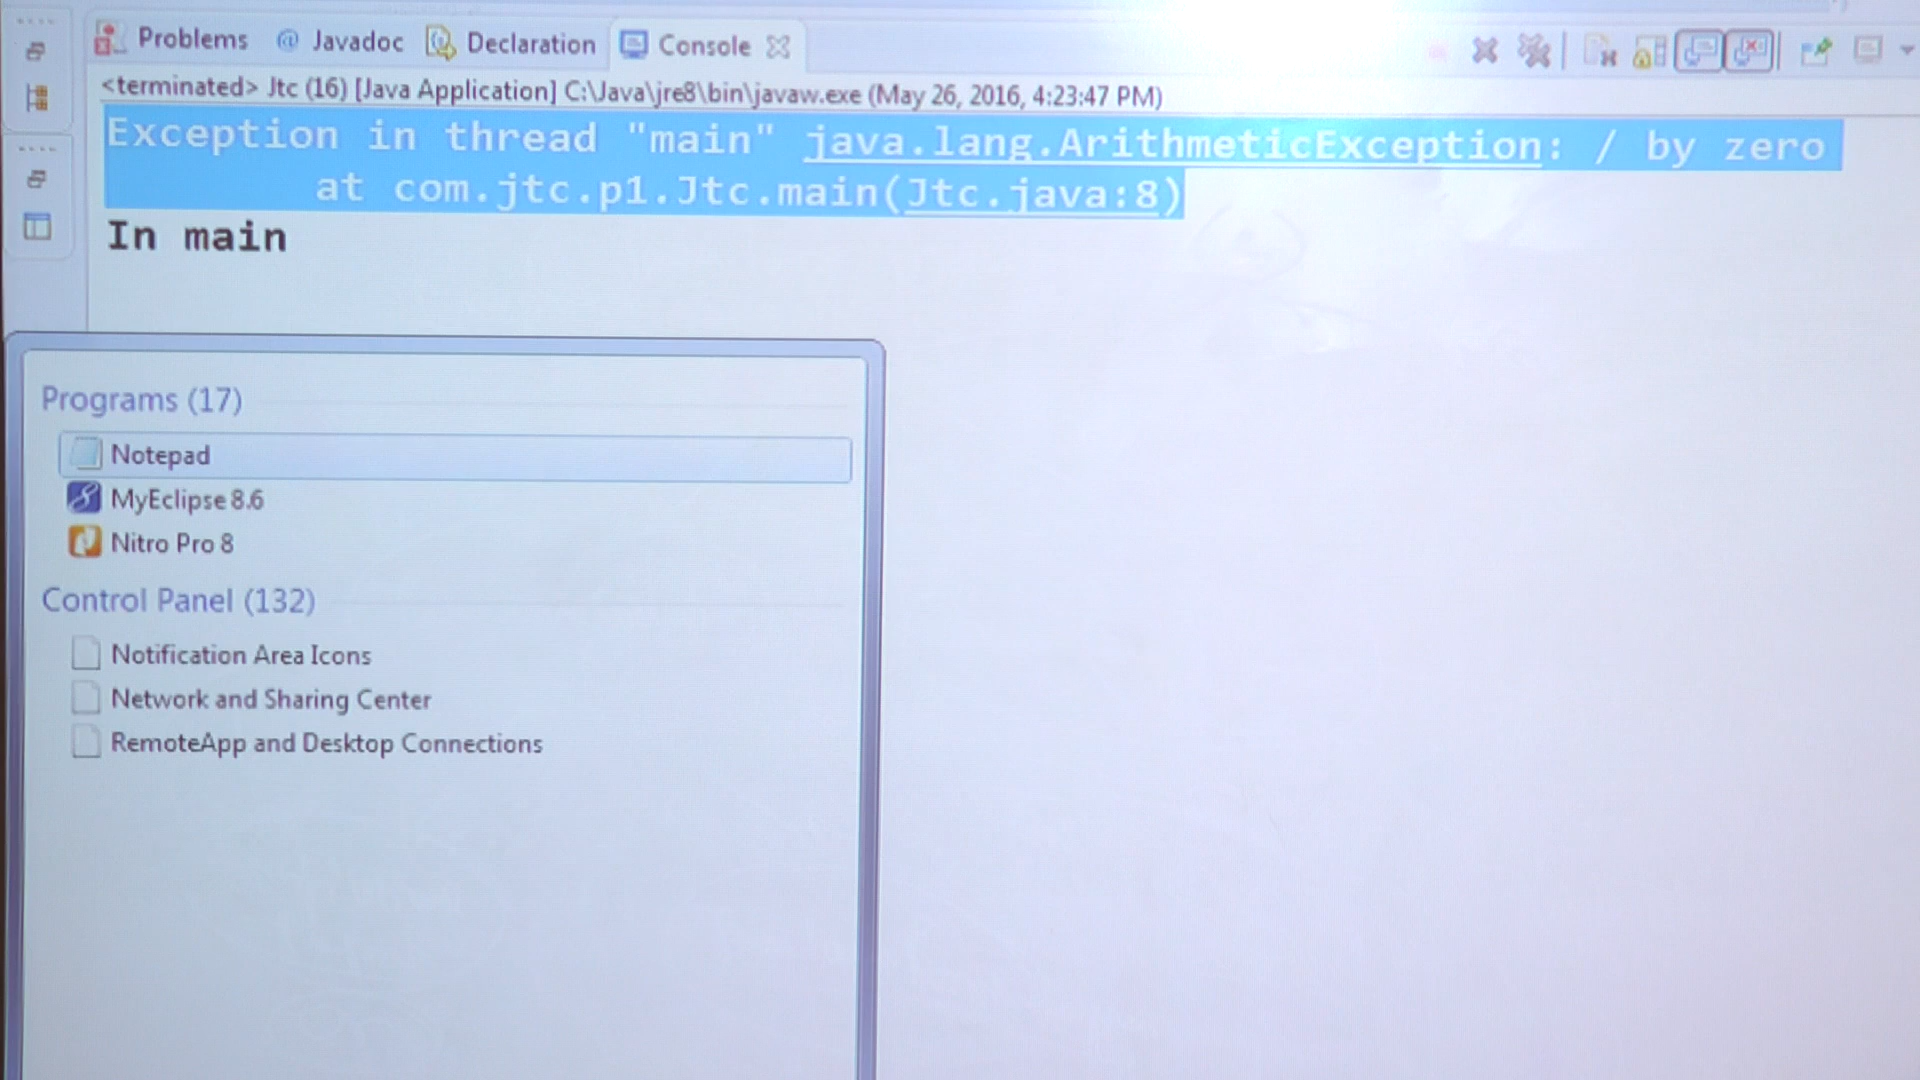 Problems @ Javadoc Declaration Console
<terminated> Jtc (16) [Java Application] C:\Java\jre8\bin\javaw.exe (May 26, 2016, 4:23:47 PM)
Exception in thread "main" java.lang.ArithmeticException: / by zero
at com.jtc.p1.Jtc.main(Jtc.java:8)
In main
Programs (17)
Notepad
MyEclipse 8.6
Nitro Pro 8
Control Panel (132)
Notification Area Icons
Network and Sharing Center
RemoteApp and Desktop Connections